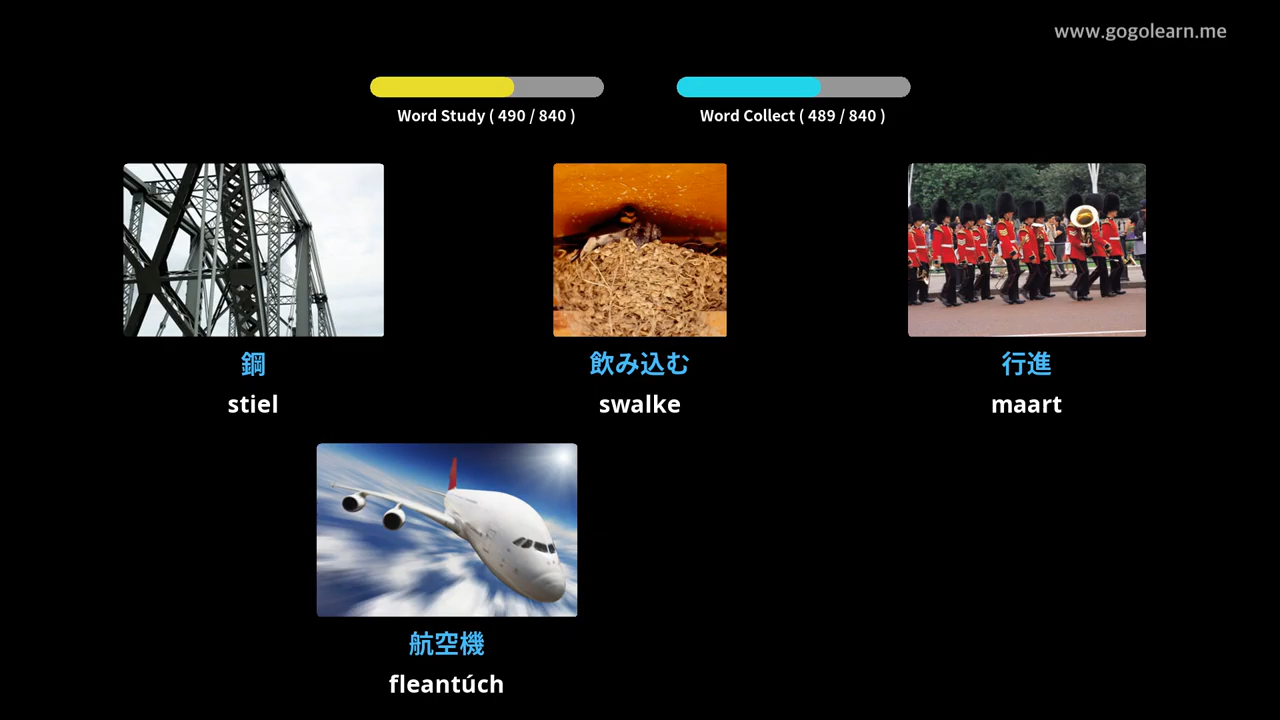 www.gogolearn.me
Word Study ( 490 / 840 )
Word Collect ( 489 / 840 )
鋼
stiel
飲み込む
swalke
行進
maart
航空機
fleantúch